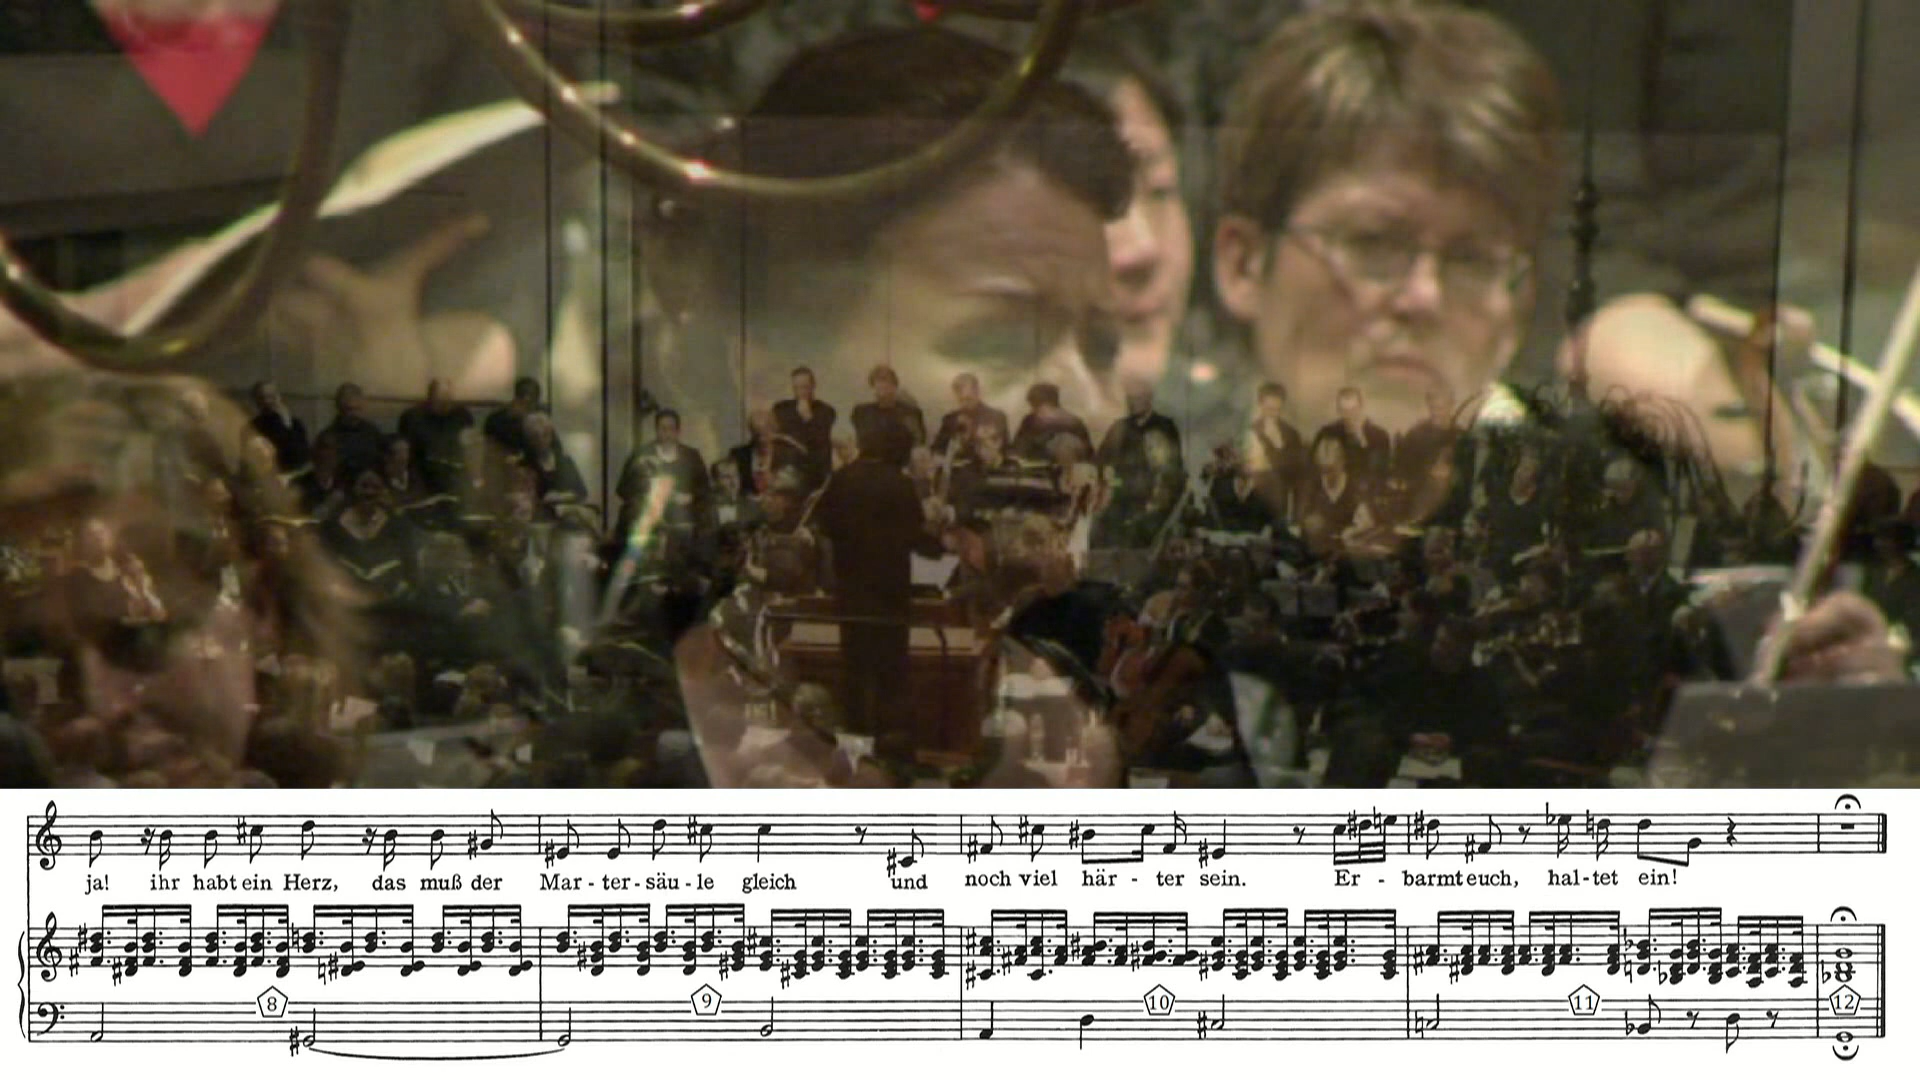 ja! ihr habt ein Herz, das muß der Mar - ter - säu - le gleich und noch viel här - ter sein. Er - barmt euch, hal - tet ein!
8 9 10 11 12